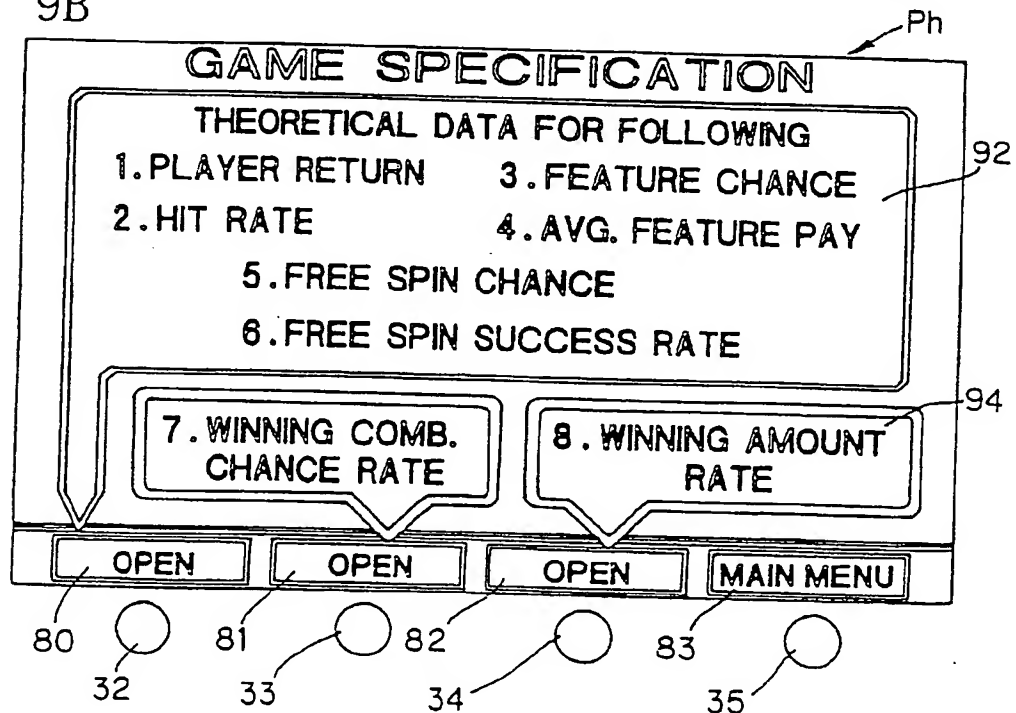 9B
Ph
GAME SPECIFICATION
THEORETICAL DATA FOR FOLLOWING
92
1. PLAYER RETURN 3. FEATURE CHANCE
2. HIT RATE 4. AVG. FEATURE PAY
5. FREE SPIN CHANCE
6. FREE SPIN SUCCESS RATE
94
7. WINNING COMB.
CHANCE RATE
8. WINNING AMOUNT
RATE
OPEN OPEN OPEN MAIN MENU
80 81 82 83
32 33 34 35